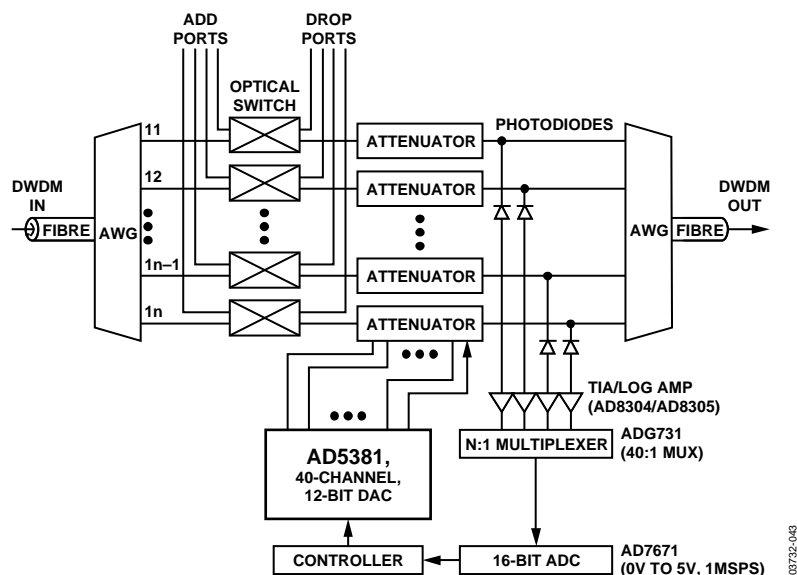 ADD
PORTS
DROP
PORTS
OPTICAL
SWITCH
PHOTODIODES
11
ATTENUATOR
12
ATTENUATOR
DWDM
IN
FIBRE
AWG
DWDM
OUT
AWG
FIBRE
1n–1
ATTENUATOR
1n
ATTENUATOR
TIA/LOG AMP
(AD8304/AD8305)
N:1 MULTIPLEXER
ADG731
(40:1 MUX)
AD5381,
40-CHANNEL,
12-BIT DAC
CONTROLLER
16-BIT ADC
AD7671
(0V TO 5V, 1MSPS)
03732-043